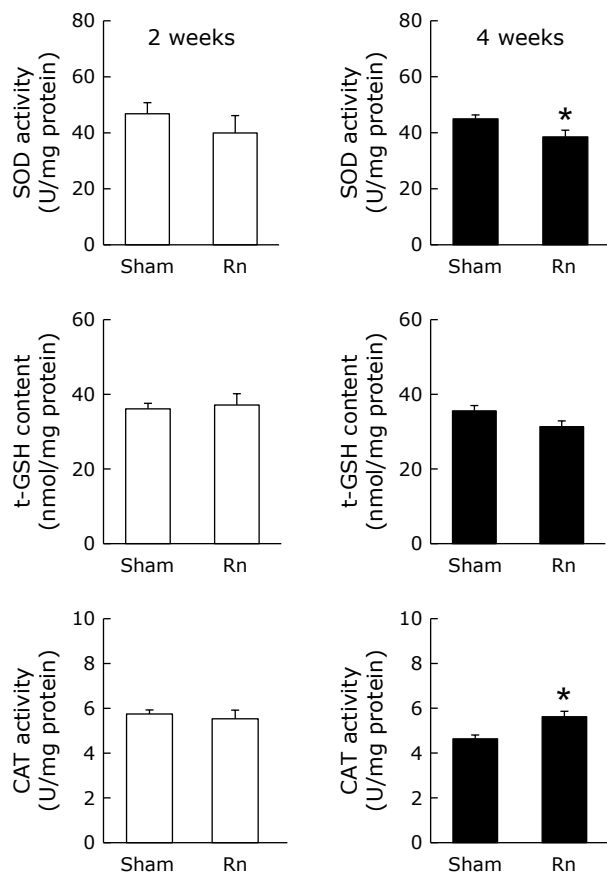 2 weeks
SOD activity
(U/mg protein)
80
60
40
20
0
Sham Rn
4 weeks
SOD activity
(U/mg protein)
80
60
40
20
0
*
Sham Rn
t-GSH content
(nmol/mg protein)
60
40
20
0
Sham Rn
t-GSH content
(nmol/mg protein)
60
40
20
0
Sham Rn
CAT activity
(U/mg protein)
10
8
6
4
2
0
Sham Rn
CAT activity
(U/mg protein)
10
8
6
4
2
0
*
Sham Rn